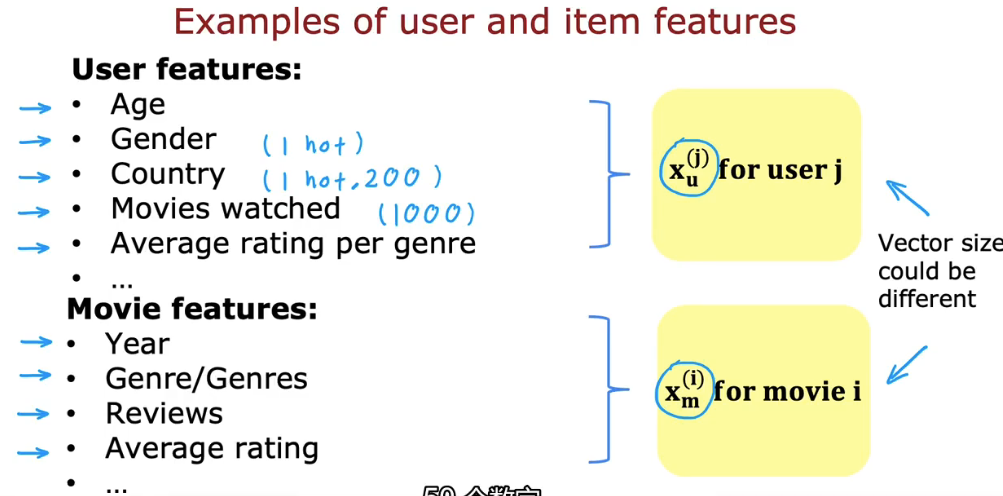 Examples of user and item features
User features:
• Age
• Gender (1 hot)
• Country (1 hot, 200)
• Movies watched (1000)
• Average rating per genre
• ...
x_u^(j) for user j
Vector size
could be
different
Movie features:
• Year
• Genre/Genres
• Reviews
• Average rating
• ...
x_m^(i) for movie i